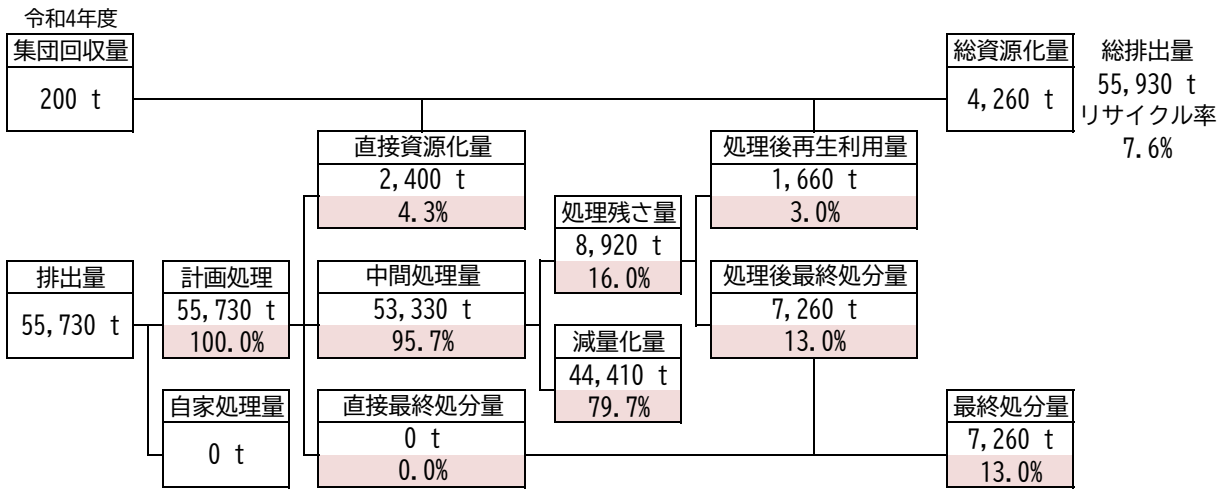 令和4年度
集団回収量
200 t
総資源化量
4,260 t
総排出量
55,930 t
リサイクル率
7.6%
直接資源化量
2,400 t
4.3%
処理後再生利用量
1,660 t
3.0%
処理残さ量
8,920 t
16.0%
排出量
55,730 t
計画処理
55,730 t
100.0%
中間処理量
53,330 t
95.7%
処理後最終処分量
7,260 t
13.0%
減量化量
44,410 t
79.7%
自家処理量
0 t
直接最終処分量
0 t
0.0%
最終処分量
7,260 t
13.0%